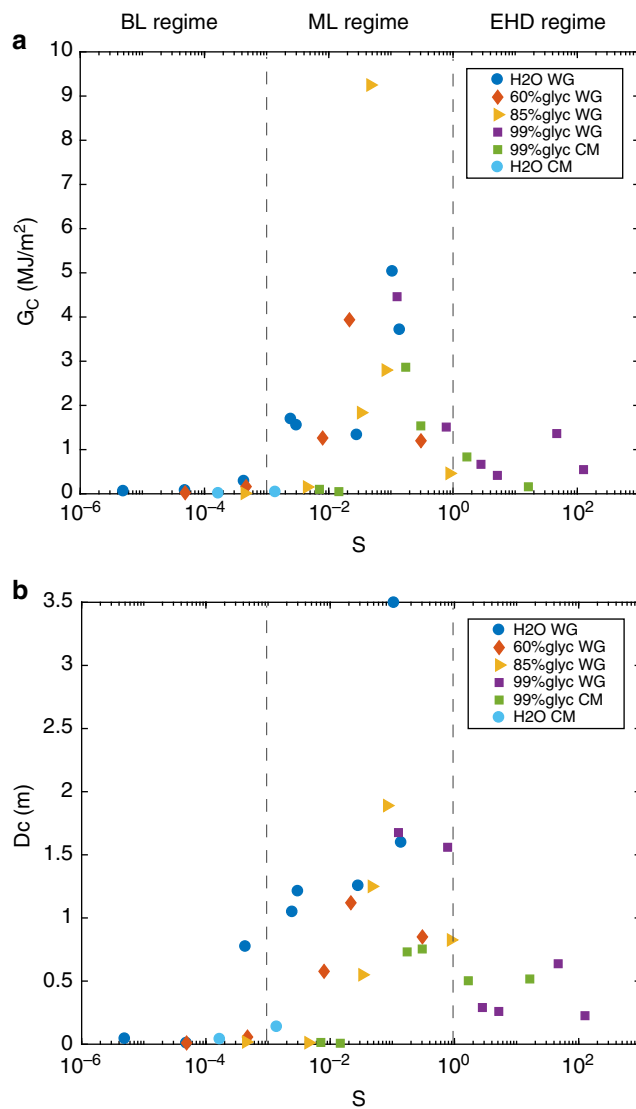 BL regime ML regime EHD regime
a
10
9
8
7
6
5
4
3
2
1
0
G_C (MJ/m²)
H2O WG
60%glyc WG
85%glyc WG
99%glyc WG
99%glyc CM
H2O CM
10⁻⁶ 10⁻⁴ 10⁻² 10⁰ 10²
S
b
3.5
3
2.5
2
1.5
1
0.5
0
Dc (m)
H2O WG
60%glyc WG
85%glyc WG
99%glyc WG
99%glyc CM
H2O CM
10⁻⁶ 10⁻⁴ 10⁻² 10⁰ 10²
S